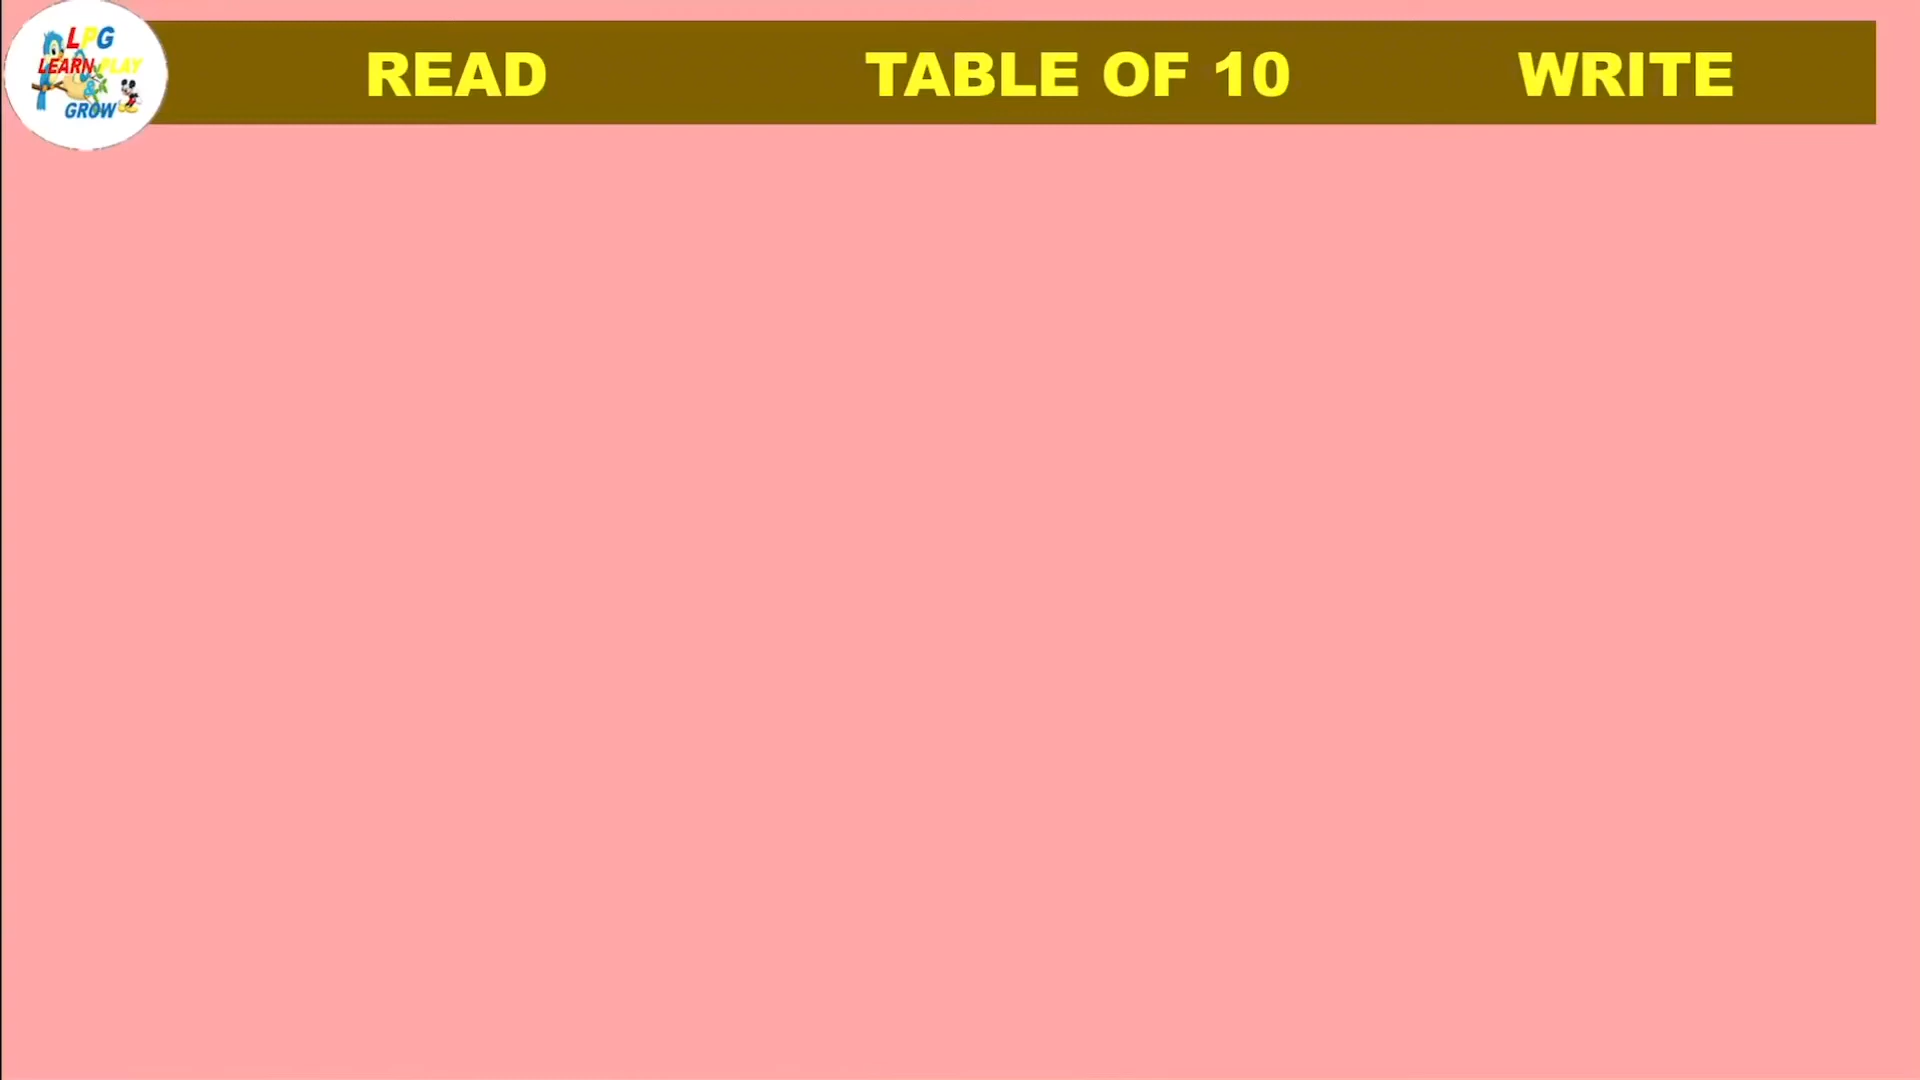 LPG
LEARN PLAY
&
GROW
READ TABLE OF 10 WRITE